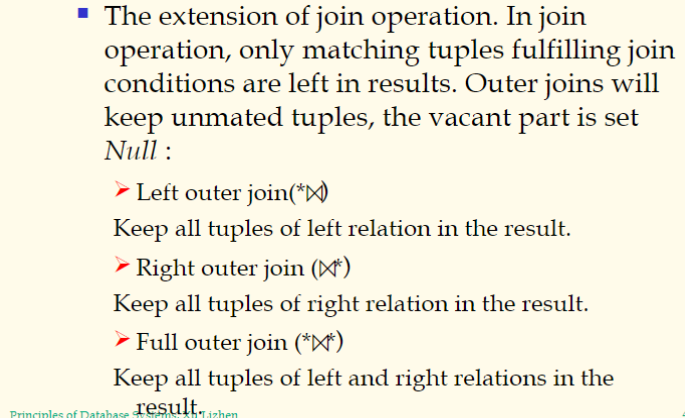 ▪ The extension of join operation. In join
operation, only matching tuples fulfilling join
conditions are left in results. Outer joins will
keep unmated tuples, the vacant part is set
Null :
➢ Left outer join(*⋈)
Keep all tuples of left relation in the result.
➢ Right outer join (⋈*)
Keep all tuples of right relation in the result.
➢ Full outer join (*⋈*)
Keep all tuples of left and right relations in the
result.
Principles of Database Systems, Xu Lizhen